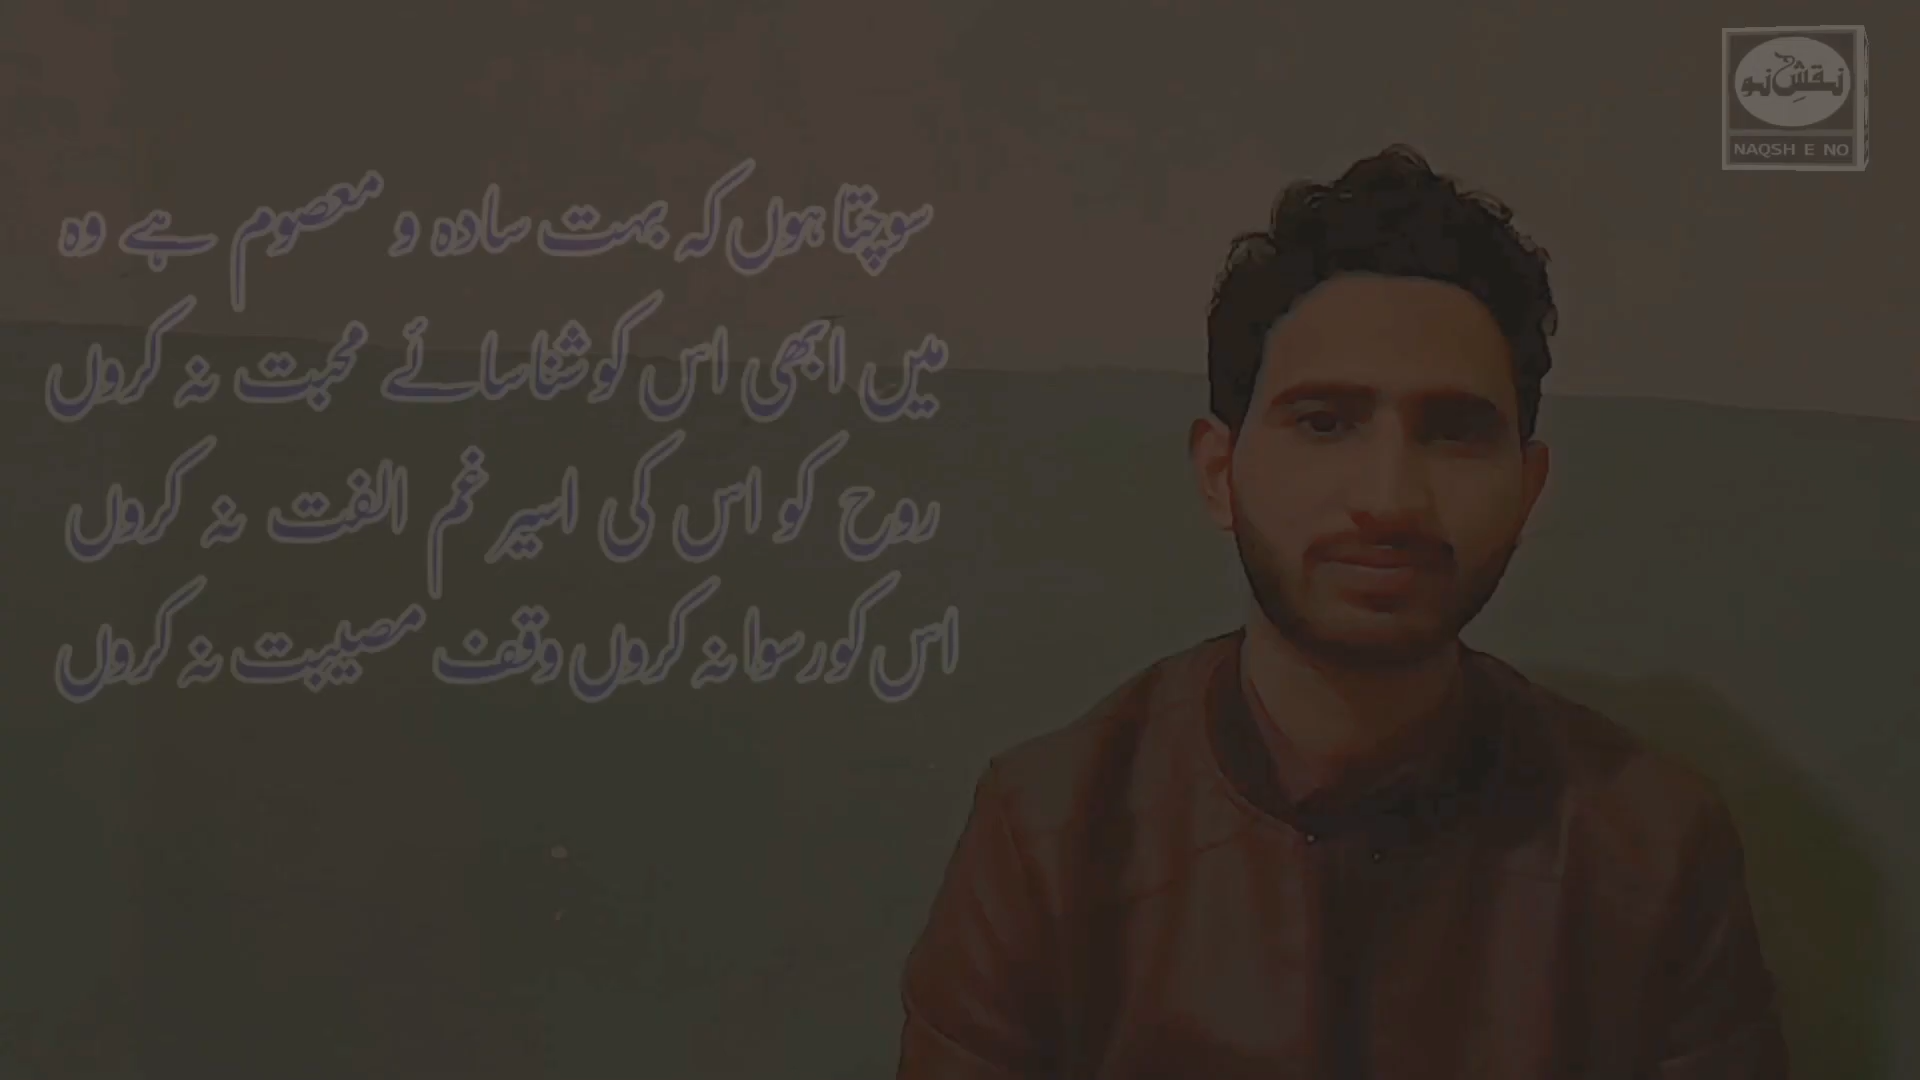 نقشِ نو
NAQSH E NO
سوچتا ہوں کہ بہت سادہ و معصوم ہے وہ
میں ابھی اس کو شناسائے محبت نہ کروں
روح کو اس کی اسیر غم الفت نہ کروں
اس کو رسوا نہ کروں وقف مصیبت نہ کروں